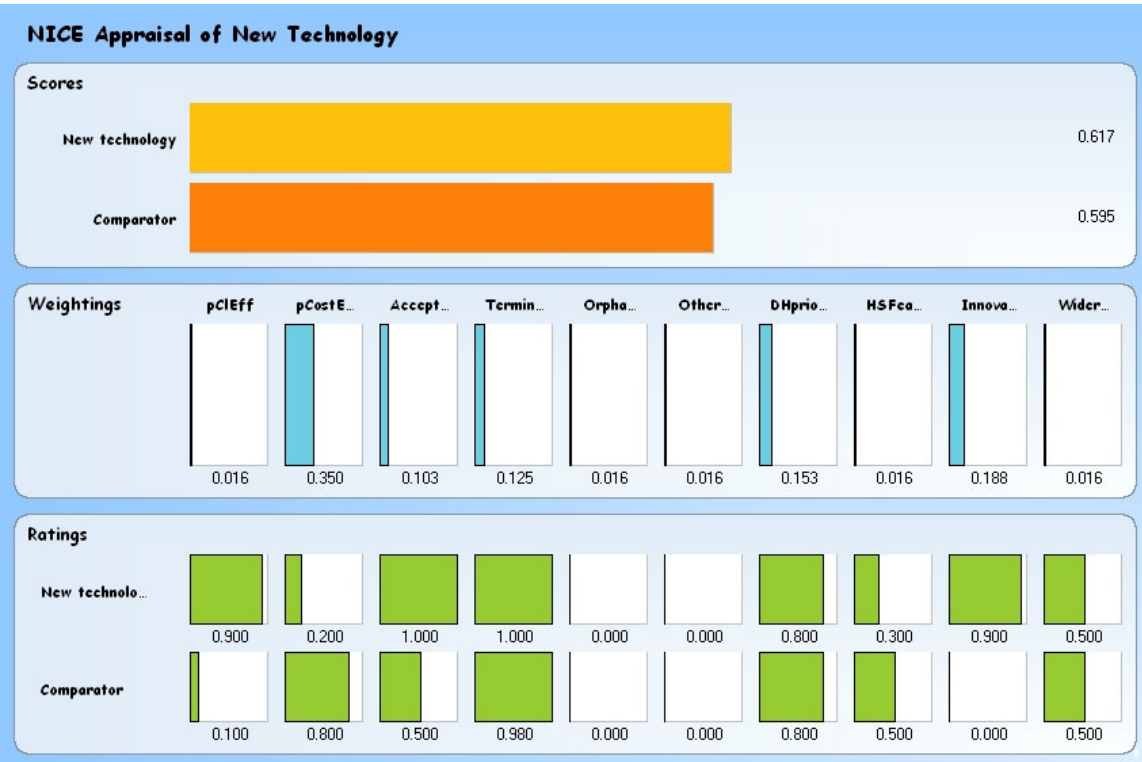 NICE Appraisal of New Technology
Scores
New technology 0.617
Comparator 0.595
Weightings pClEff pCostE... Accept... Termin... Orpha... Other... DHprio... HSFca... Innova... Wider...
0.016 0.350 0.103 0.125 0.016 0.016 0.153 0.016 0.188 0.016
Ratings
New technolo...
0.900 0.200 1.000 1.000 0.000 0.000 0.800 0.300 0.900 0.500
Comparator
0.100 0.800 0.500 0.980 0.000 0.000 0.800 0.500 0.000 0.500